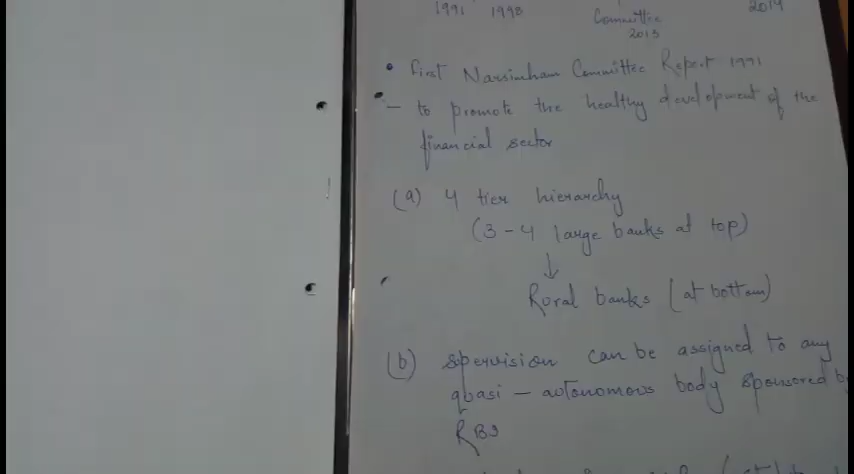 1991 1998 Committee 2014
2013
• First Narsimham Committee Report 1991
- to promote the healthy development of the
financial sector
(a) 4 tier hierarchy
(3-4 large banks at top)
↓
Roral banks (at bottom)
(b) spervision can be assigned to any
quasi - autonomous body sponsored by
RBI